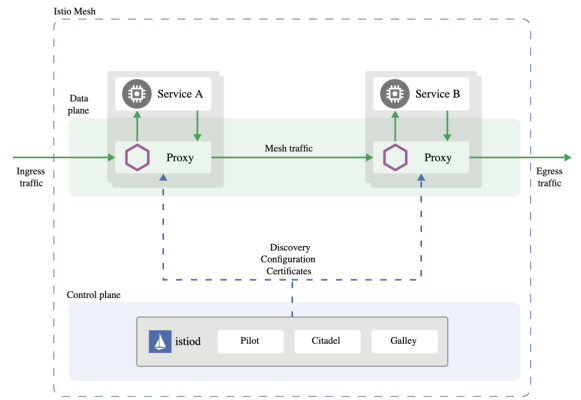 Istio Mesh
Service A
Service B
Data
plane
Proxy
Mesh traffic
Proxy
Ingress
traffic
Egress
traffic
Discovery
Configuration
Certificates
Control plane
istiod
Pilot
Citadel
Galley